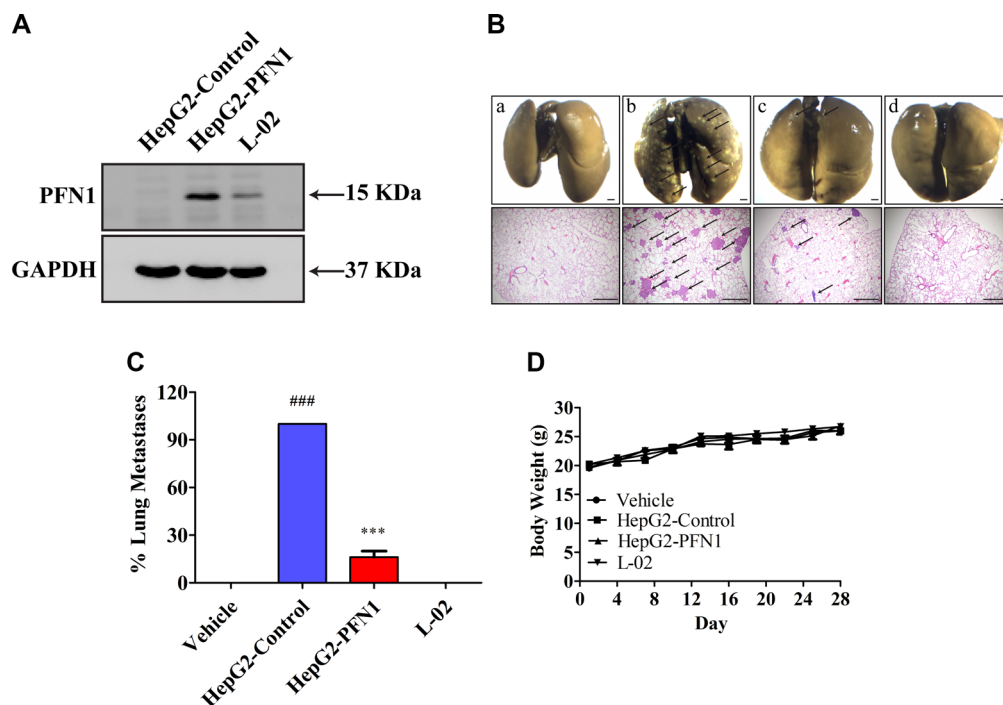 A
HepG2-Control
HepG2-PFN1
L-02
PFN1
15 KDa
GAPDH
37 KDa
B
a
b
c
d
C
% Lung Metastases
120
90
60
30
0
###
***
Vehicle
HepG2-Control
HepG2-PFN1
L-02
D
Body Weight (g)
30
25
20
15
10
5
0
Vehicle
HepG2-Control
HepG2-PFN1
L-02
0 4 8 12 16 20 24 28
Day